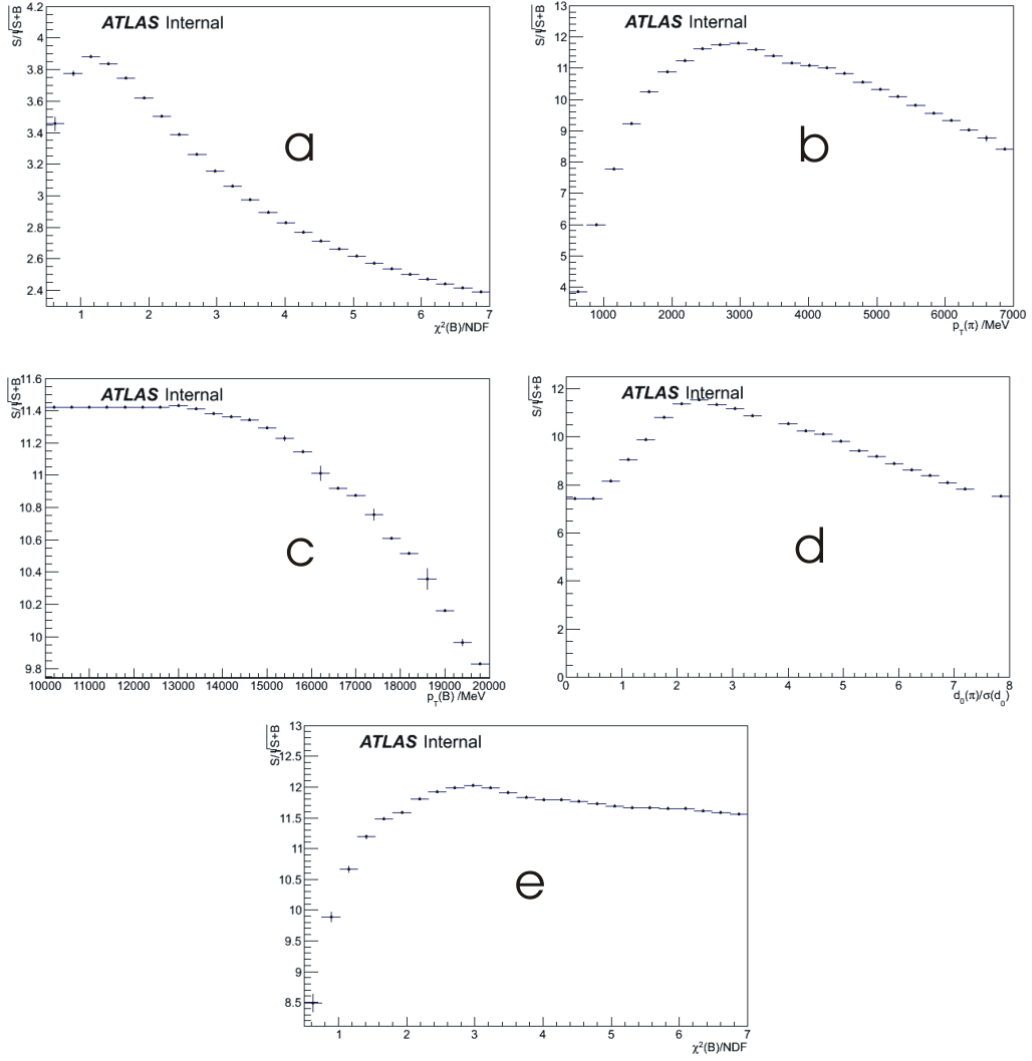 S/√S+B
ATLAS Internal
4.2
4
3.8
3.6
3.4
3.2
3
2.8
2.6
2.4
a
1 2 3 4 5 6 7
χ²(B)/NDF
S/√S+B
ATLAS Internal
13
12
11
10
9
8
7
6
5
4
b
1000 2000 3000 4000 5000 6000 7000
p_T(π) /MeV
S/√S+B
ATLAS Internal
11.6
11.4
11.2
11
10.8
10.6
10.4
10.2
10
9.8
c
10000 11000 12000 13000 14000 15000 16000 17000 18000 19000 20000
p_T(B) /MeV
S/√S+B
ATLAS Internal
12
10
8
6
4
2
0
d
0 1 2 3 4 5 6 7 8
d₀(π)/σ(d₀)
S/√S+B
ATLAS Internal
13
12.5
12
11.5
11
10.5
10
9.5
9
8.5
e
1 2 3 4 5 6 7
χ²(B)/NDF